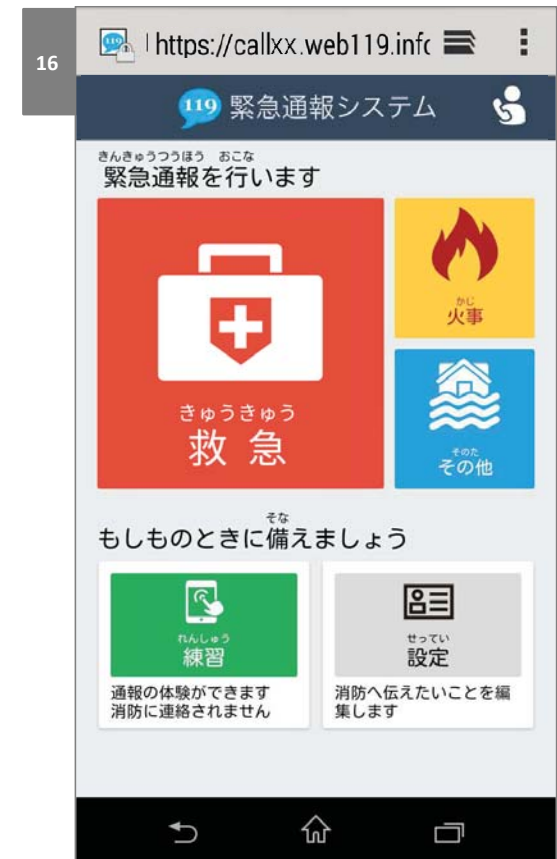 16
https://callxx.web119.info
119 緊急通報システム
きんきゅうつうほう おこな
緊急通報を行います
きゅうきゅう
救急
かじ
火事
そのた
その他
そな
もしものときに備えましょう
れんしゅう
練習
通報の体験ができます
消防に連絡されません
せってい
設定
消防へ伝えたいことを編
集します